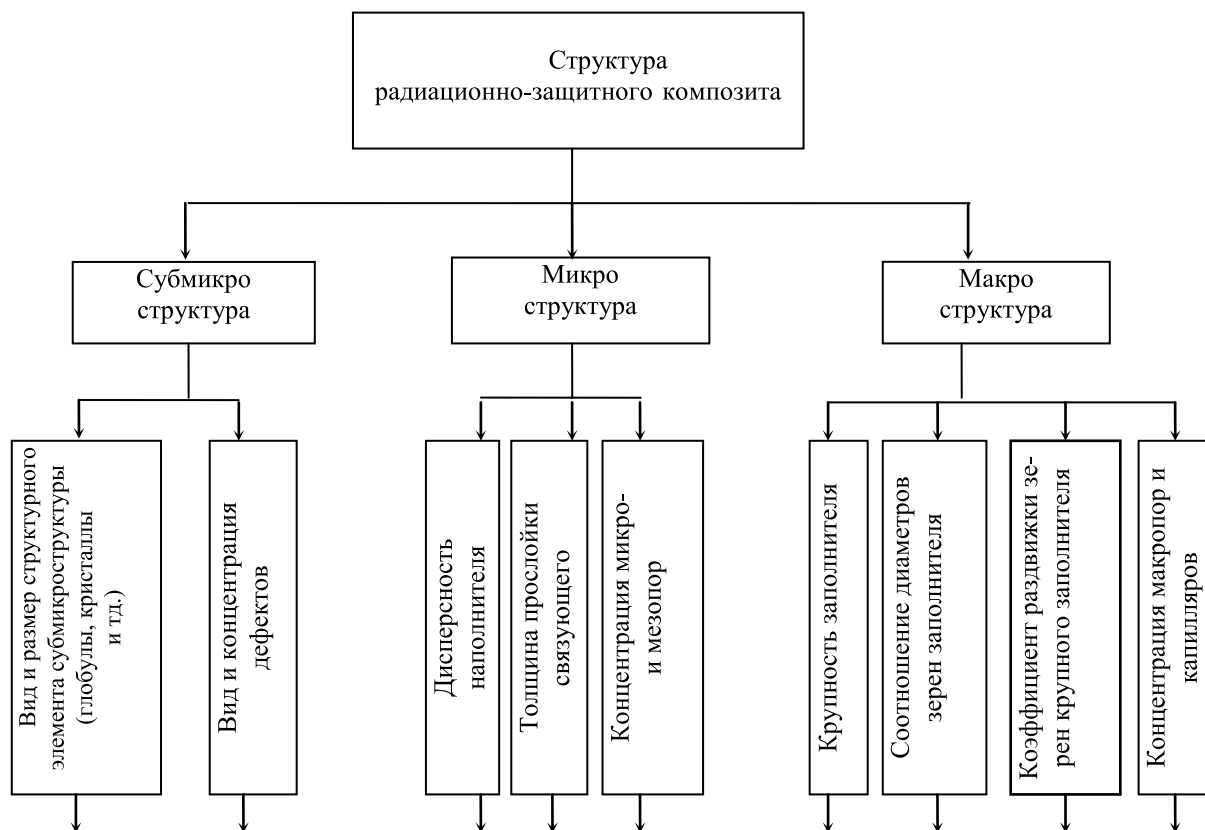 Структура
радиационно-защитного композита
Субмикро
структура
Микро
структура
Макро
структура
Вид и размер структурного
элемента субмикроструктуры
(глобулы, кристаллы
и тд.)
Вид и концентрация
дефектов
Дисперсность
наполнителя
Толщина прослойки
связующего
Концентрация микро-
и мезопор
Крупность заполнителя
Соотношение диаметров
зерен заполнителя
Коэффициент раздвижки зе-
рен крупного заполнителя
Концентрация макропор и
капилляров